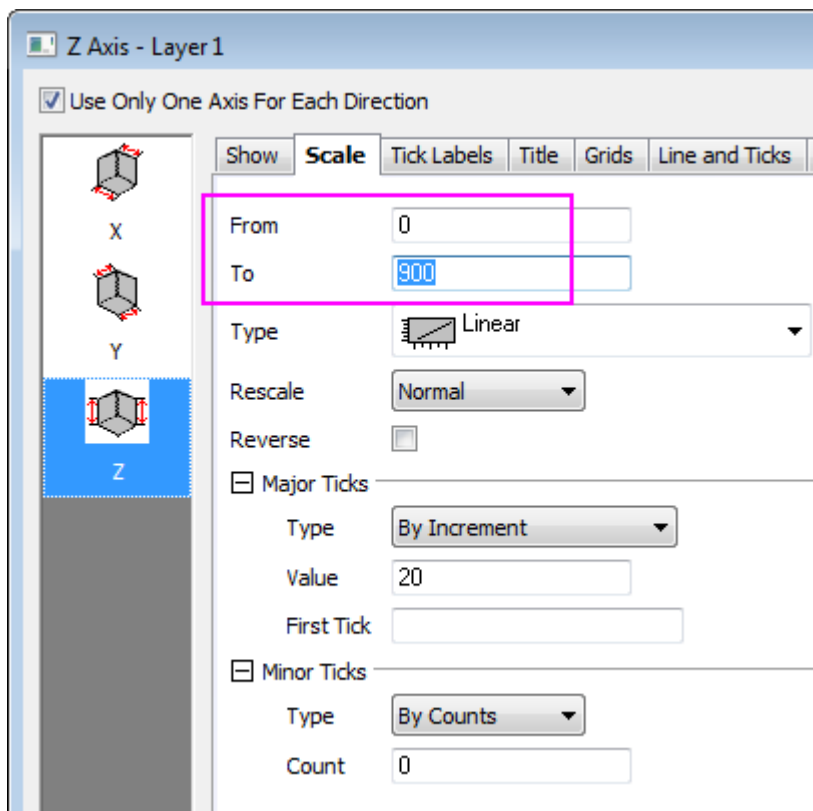 Z Axis - Layer 1
Use Only One Axis For Each Direction
X
Y
Z
Show Scale Tick Labels Title Grids Line and Ticks
From 0
To 900
Type Linear
Rescale Normal
Reverse
Major Ticks
Type By Increment
Value 20
First Tick
Minor Ticks
Type By Counts
Count 0